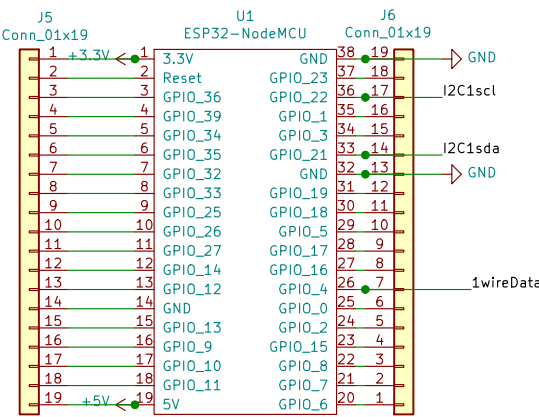 J5 U1 J6
Conn_01x19 ESP32-NodeMCU Conn_01x19
1 +3.3V 1 3.3V GND 38 19 GND
2 2 Reset GPIO_23 37 18
3 3 GPIO_36 GPIO_22 36 17 I2C1scl
4 4 GPIO_39 GPIO_1 35 16
5 5 GPIO_34 GPIO_3 34 15
6 6 GPIO_35 GPIO_21 33 14 I2C1sda
7 7 GPIO_32 GND 32 13 GND
8 8 GPIO_33 GPIO_19 31 12
9 9 GPIO_25 GPIO_18 30 11
10 10 GPIO_26 GPIO_5 29 10
11 11 GPIO_27 GPIO_17 28 9
12 12 GPIO_14 GPIO_16 27 8
13 13 GPIO_12 GPIO_4 26 7 1wireData
14 14 GND GPIO_0 25 6
15 15 GPIO_13 GPIO_2 24 5
16 16 GPIO_9 GPIO_15 23 4
17 17 GPIO_10 GPIO_8 22 3
18 18 GPIO_11 GPIO_7 21 2
19 +5V 19 5V GPIO_6 20 1